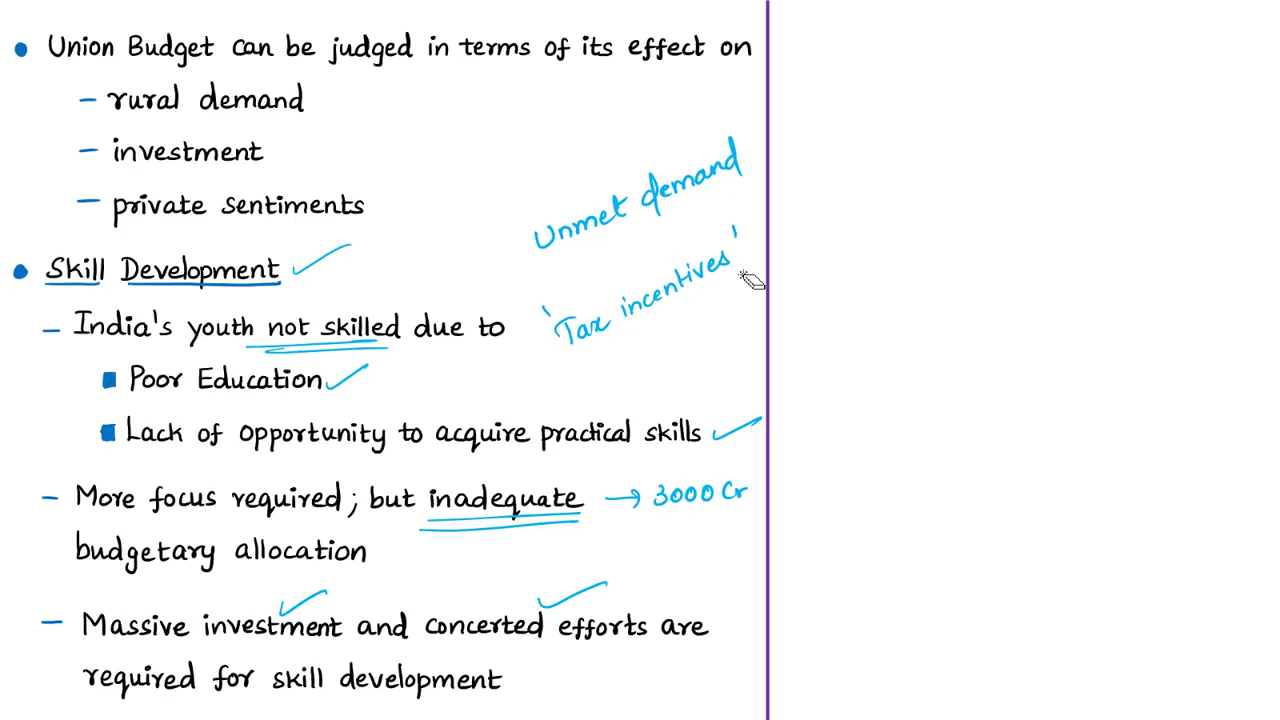 Union Budget can be judged in terms of its effect on
– rural demand
– investment
– private sentiments
Unmet demand
Skill Development
'Tax incentives'
– India's youth not skilled due to
Poor Education
Lack of opportunity to acquire practical skills
– More focus required; but inadequate → 3000 Cr
budgetary allocation
– Massive investment and concerted efforts are
required for skill development